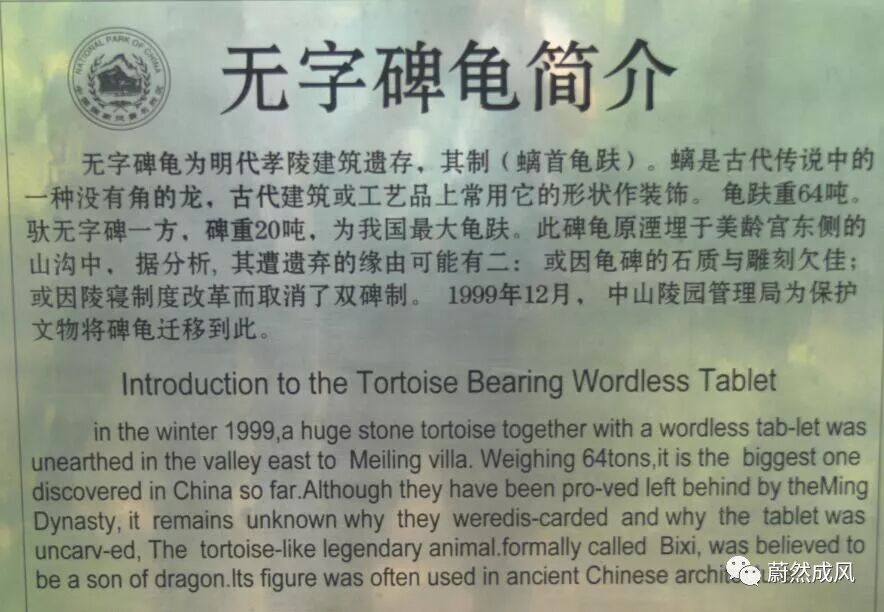 NATIONAL PARK OF CHINA
无字碑龟简介
无字碑龟为明代孝陵建筑遗存，其制（螭首龟趺）。螭是古代传说中的
一种没有角的龙，古代建筑或工艺品上常用它的形状作装饰。龟趺重64吨。
驮无字碑一方，碑重20吨，为我国最大龟趺。此碑龟原湮埋于美龄宫东侧的
山沟中，据分析，其遭遗弃的缘由可能有二：或因龟碑的石质与雕刻欠佳；
或因陵寝制度改革而取消了双碑制。1999年12月，中山陵园管理局为保护
文物将碑龟迁移到此。
Introduction to the Tortoise Bearing Wordless Tablet
in the winter 1999,a huge stone tortoise together with a wordless tab-let was
unearthed in the valley east to Meiling villa. Weighing 64tons,it is the biggest one
discovered in China so far.Although they have been pro-ved left behind by theMing
Dynasty, it remains unknown why they weredis-carded and why the tablet was
uncarv-ed, The tortoise-like legendary animal.formally called Bixi, was believed to
be a son of dragon.Its figure was often used in ancient Chinese
蔚然成风